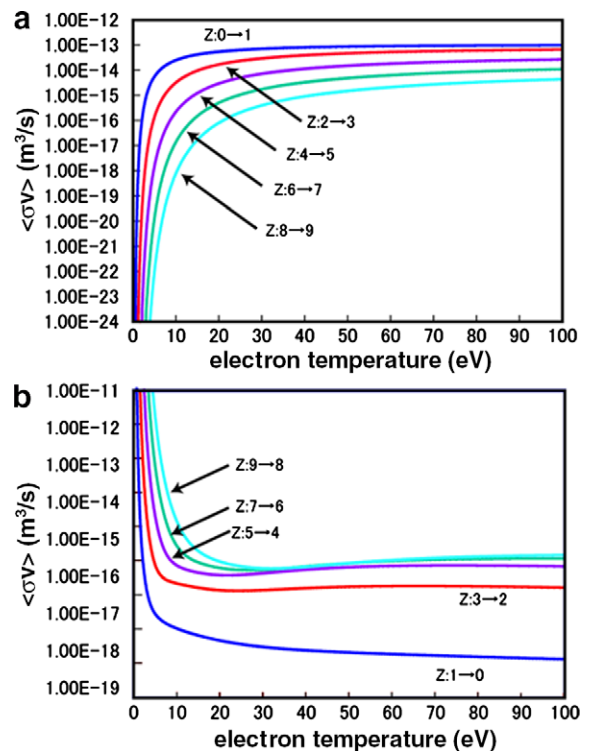 a
1.00E-12
1.00E-13
1.00E-14
1.00E-15
1.00E-16
1.00E-17
1.00E-18
1.00E-19
1.00E-20
1.00E-21
1.00E-22
1.00E-23
1.00E-24
<σv> (m³/s)
Z:0→1
Z:2→3
Z:4→5
Z:6→7
Z:8→9
0 10 20 30 40 50 60 70 80 90 100
electron temperature (eV)
b
1.00E-11
1.00E-12
1.00E-13
1.00E-14
1.00E-15
1.00E-16
1.00E-17
1.00E-18
1.00E-19
<σv> (m³/s)
Z:9→8
Z:7→6
Z:5→4
Z:3→2
Z:1→0
0 10 20 30 40 50 60 70 80 90 100
electron temperature (eV)